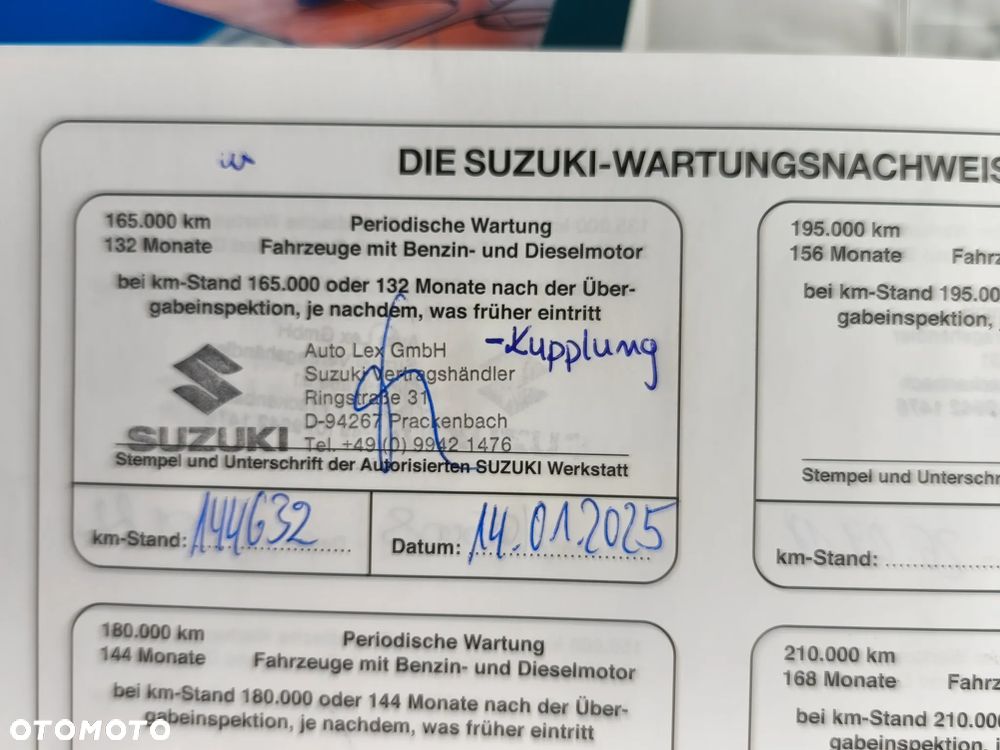 DIE SUZUKI-WARTUNGSNACHWEIS
165.000 km Periodische Wartung
132 Monate Fahrzeuge mit Benzin- und Dieselmotor
bei km-Stand 165.000 oder 132 Monate nach der Über-
gabeinspektion, je nachdem, was früher eintritt
-Kupplung
Auto Lex GmbH
Suzuki Vertragshändler
Ringstraße 31
D-94267 Prackenbach
SUZUKI Tel. +49 (0) 9942 1476
Stempel und Unterschrift der Autorisierten SUZUKI Werkstatt
km-Stand: 144632 Datum: 14.01.2025
195.000 km
156 Monate Fahrz
bei km-Stand 195.00
gabeinspektion,
Stempel und Unterschr
km-Stand:
180.000 km Periodische Wartung
144 Monate Fahrzeuge mit Benzin- und Dieselmotor
bei km-Stand 180.000 oder 144 Monate nach der Über-
gabeinspektion, je nachdem, was früher eintritt
210.000 km
168 Monate Fahrz
bei km-Stand 210.00
gabeinspektion, j
OTOMOTO